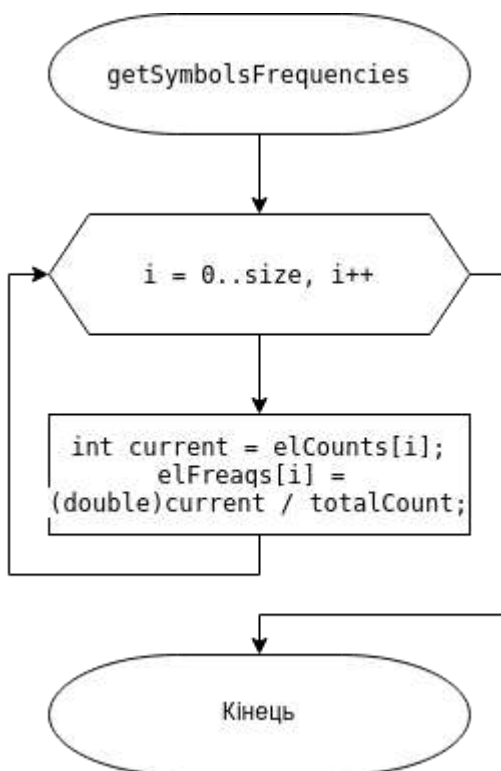 getSymbolsFrequencies
i = 0..size, i++
int current = elCounts[i];
elFreaqs[i] =
(double)current / totalCount;
Кінець